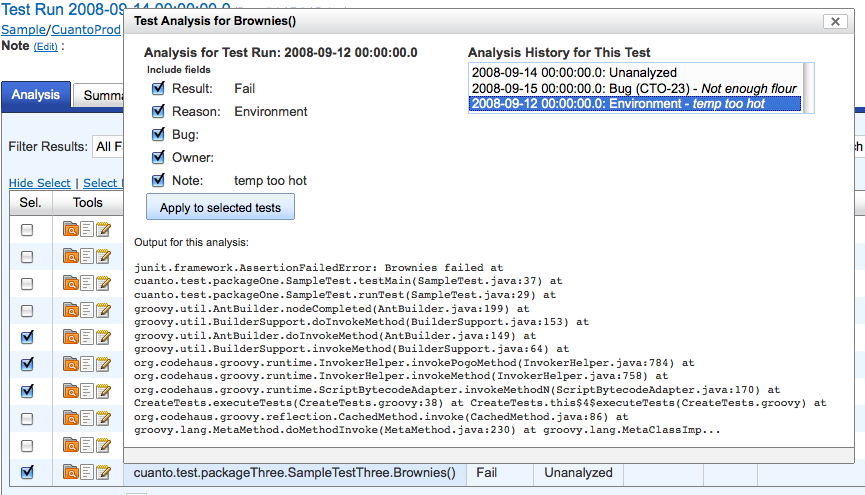 Test Run 2008-09-14 00:00:00.0
Sample/CuantoProd
Note (Edit) :
Analysis
Summa
Filter Results: All F
Hide Select | Select
Sel. Tools
Test Analysis for Brownies()
Analysis for Test Run: 2008-09-12 00:00:00.0
Include fields
Result: Fail
Reason: Environment
Bug:
Owner:
Note: temp too hot
Apply to selected tests
Analysis History for This Test
2008-09-14 00:00:00.0: Unanalyzed
2008-09-15 00:00:00.0: Bug (CTO-23) - Not enough flour
2008-09-12 00:00:00.0: Environment - temp too hot
Output for this analysis:
junit.framework.AssertionFailedError: Brownies failed at
cuanto.test.packageOne.SampleTest.testMain(SampleTest.java:37) at
cuanto.test.packageOne.SampleTest.runTest(SampleTest.java:29) at
groovy.util.AntBuilder.nodeCompleted(AntBuilder.java:199) at
groovy.util.BuilderSupport.doInvokeMethod(BuilderSupport.java:153) at
groovy.util.AntBuilder.doInvokeMethod(AntBuilder.java:149) at
groovy.util.BuilderSupport.invokeMethod(BuilderSupport.java:64) at
org.codehaus.groovy.runtime.InvokerHelper.invokePogoMethod(InvokerHelper.java:784) at
org.codehaus.groovy.runtime.InvokerHelper.invokeMethod(InvokerHelper.java:758) at
org.codehaus.groovy.runtime.ScriptBytecodeAdapter.invokeMethodN(ScriptBytecodeAdapter.java:170) at
CreateTests.executeTests(CreateTests.groovy:38) at CreateTests.this$4$executeTests(CreateTests.groovy) at
org.codehaus.groovy.reflection.CachedMethod.invoke(CachedMethod.java:86) at
groovy.lang.MetaMethod.doMethodInvoke(MetaMethod.java:230) at groovy.lang.MetaClassImp...
ch
cuanto.test.packageThree.SampleTestThree.Brownies() Fail Unanalyzed